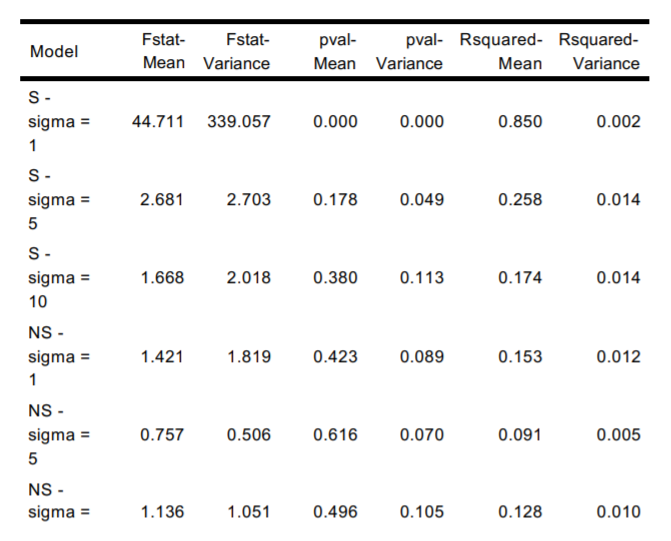 Model Fstat-Mean Fstat-Variance pval-Mean pval-Variance Rsquared-Mean Rsquared-Variance
S - sigma = 1 44.711 339.057 0.000 0.000 0.850 0.002
S - sigma = 5 2.681 2.703 0.178 0.049 0.258 0.014
S - sigma = 10 1.668 2.018 0.380 0.113 0.174 0.014
NS - sigma = 1 1.421 1.819 0.423 0.089 0.153 0.012
NS - sigma = 5 0.757 0.506 0.616 0.070 0.091 0.005
NS - sigma = 1.136 1.051 0.496 0.105 0.128 0.010